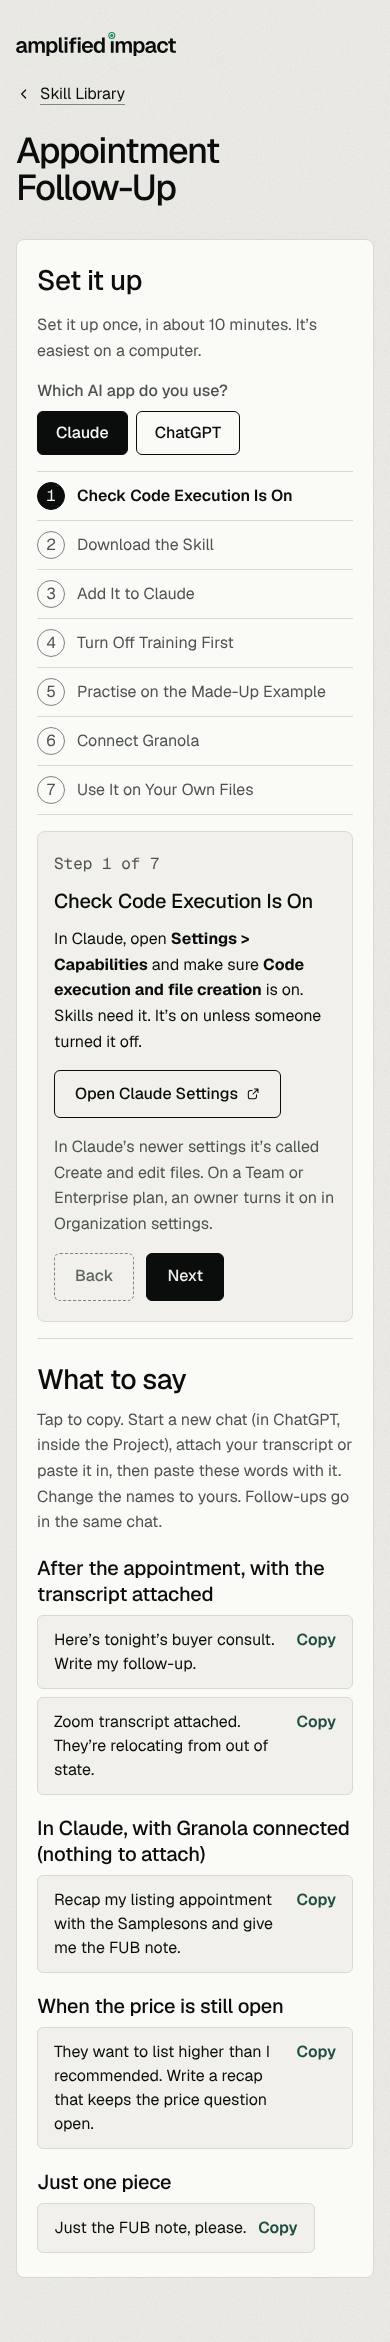 amplified impact
Skill Library
Appointment
Follow-Up
Set it up
Set it up once, in about 10 minutes. It’s
easiest on a computer.
Which AI app do you use?
Claude
ChatGPT
1 Check Code Execution Is On
2 Download the Skill
3 Add It to Claude
4 Turn Off Training First
5 Practise on the Made-Up Example
6 Connect Granola
7 Use It on Your Own Files
Step 1 of 7
Check Code Execution Is On
In Claude, open Settings >
Capabilities and make sure Code
execution and file creation is on.
Skills need it. It’s on unless someone
turned it off.
Open Claude Settings
In Claude’s newer settings it’s called
Create and edit files. On a Team or
Enterprise plan, an owner turns it on in
Organization settings.
Back
Next
What to say
Tap to copy. Start a new chat (in ChatGPT,
inside the Project), attach your transcript or
paste it in, then paste these words with it.
Change the names to yours. Follow-ups go
in the same chat.
After the appointment, with the
transcript attached
Here’s tonight’s buyer consult. Copy
Write my follow-up.
Zoom transcript attached. Copy
They’re relocating from out of
state.
In Claude, with Granola connected
(nothing to attach)
Recap my listing appointment Copy
with the Samplesons and give
me the FUB note.
When the price is still open
They want to list higher than I Copy
recommended. Write a recap
that keeps the price question
open.
Just one piece
Just the FUB note, please. Copy